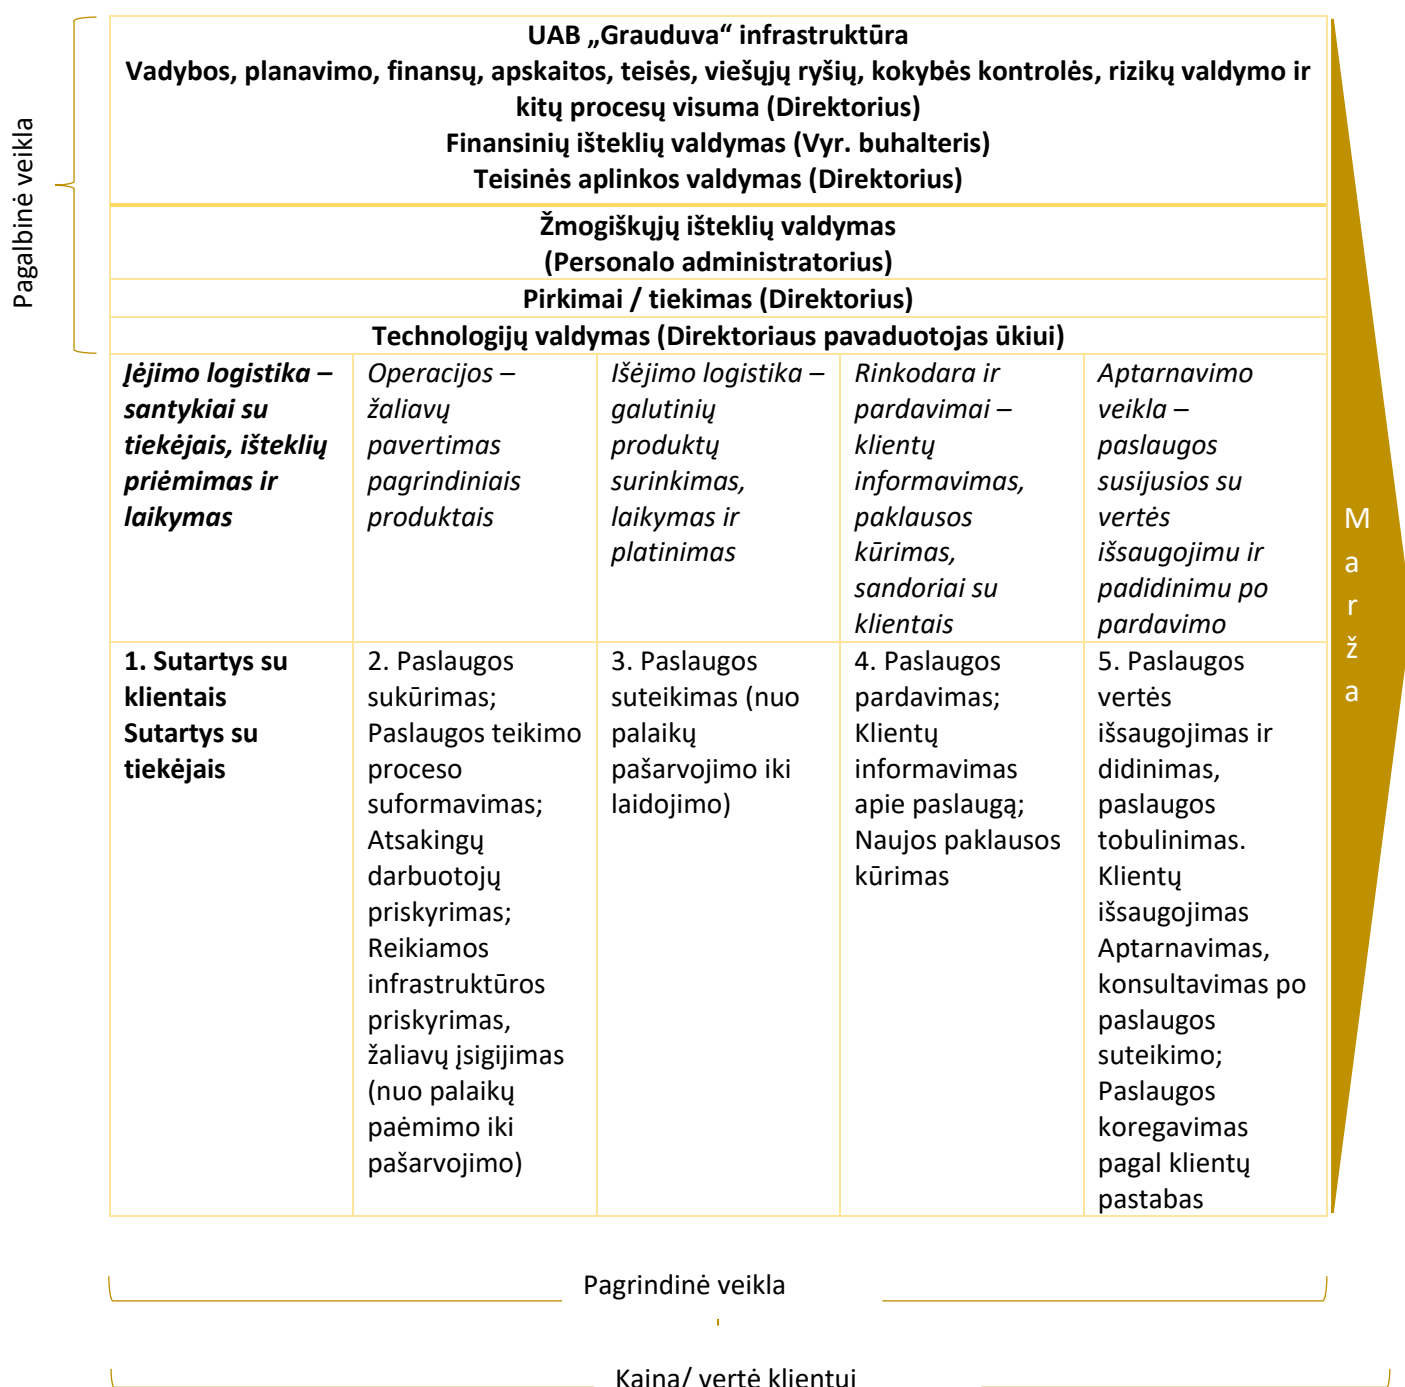 UAB „Grauduva“ infrastruktūra
Vadybos, planavimo, finansų, apskaitos, teisės, viešųjų ryšių, kokybės kontrolės, rizikų valdymo ir
kitų procesų visuma (Direktorius)
Finansinių išteklių valdymas (Vyr. buhalteris)
Teisinės aplinkos valdymas (Direktorius)
Pagalbinė veikla
Žmogiškųjų išteklių valdymas
(Personalo administratorius)
Pirkimai / tiekimas (Direktorius)
Technologijų valdymas (Direktoriaus pavaduotojas ūkiui)
Įėjimo logistika –
santykiai su
tiekėjais, išteklių
priėmimas ir
laikymas
Operacijos –
žaliavų
pavertimas
pagrindiniais
produktais
Išėjimo logistika –
galutinių
produktų
surinkimas,
laikymas ir
platinimas
Rinkodara ir
pardavimai –
klientų
informavimas,
paklausos
kūrimas,
sandoriai su
klientais
Aptarnavimo
veikla –
paslaugos
susijusios su
vertės
išsaugojimu ir
padidinimu po
pardavimo
1. Sutartys su
klientais
Sutartys su
tiekėjais
2. Paslaugos
sukūrimas;
Paslaugos teikimo
proceso
suformavimas;
Atsakingų
darbuotojų
priskyrimas;
Reikiamos
infrastruktūros
priskyrimas,
žaliavų įsigijimas
(nuo palaikų
paėmimo iki
pašarvojimo)
3. Paslaugos
suteikimas (nuo
palaikų
pašarvojimo iki
laidojimo)
4. Paslaugos
pardavimas;
Klientų
informavimas
apie paslaugą;
Naujos paklausos
kūrimas
5. Paslaugos
vertės
išsaugojimas ir
didinimas,
paslaugos
tobulinimas.
Klientų
išsaugojimas
Aptarnavimas,
konsultavimas po
paslaugos
suteikimo;
Paslaugos
koregavimas
pagal klientų
pastabas
M
a
r
ž
a
Pagrindinė veikla
Kaina/ vertė klientui